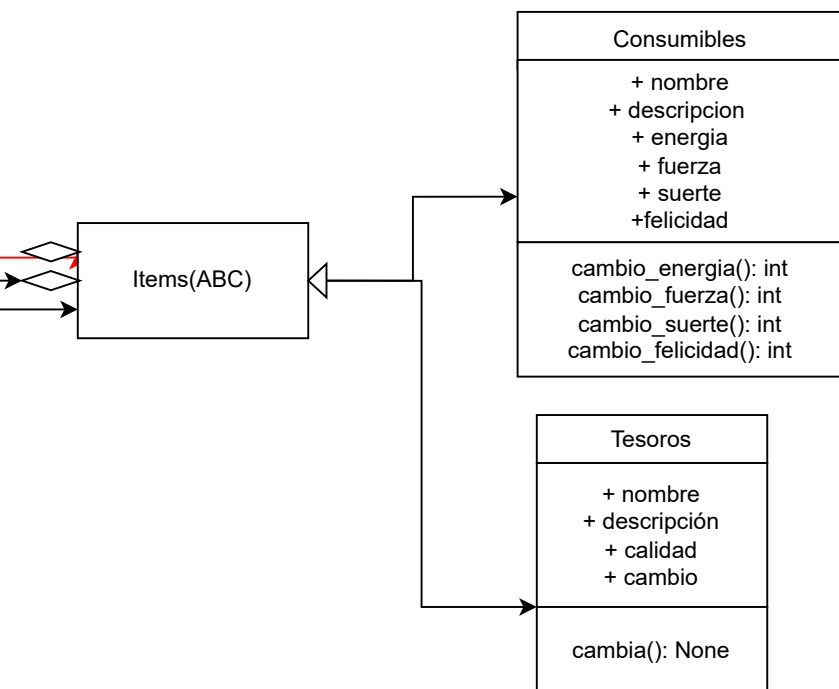 Consumibles
+ nombre
+ descripcion
+ energia
+ fuerza
+ suerte
+felicidad
cambio_energia(): int
cambio_fuerza(): int
cambio_suerte(): int
cambio_felicidad(): int
Items(ABC)
Tesoros
+ nombre
+ descripción
+ calidad
+ cambio
cambia(): None